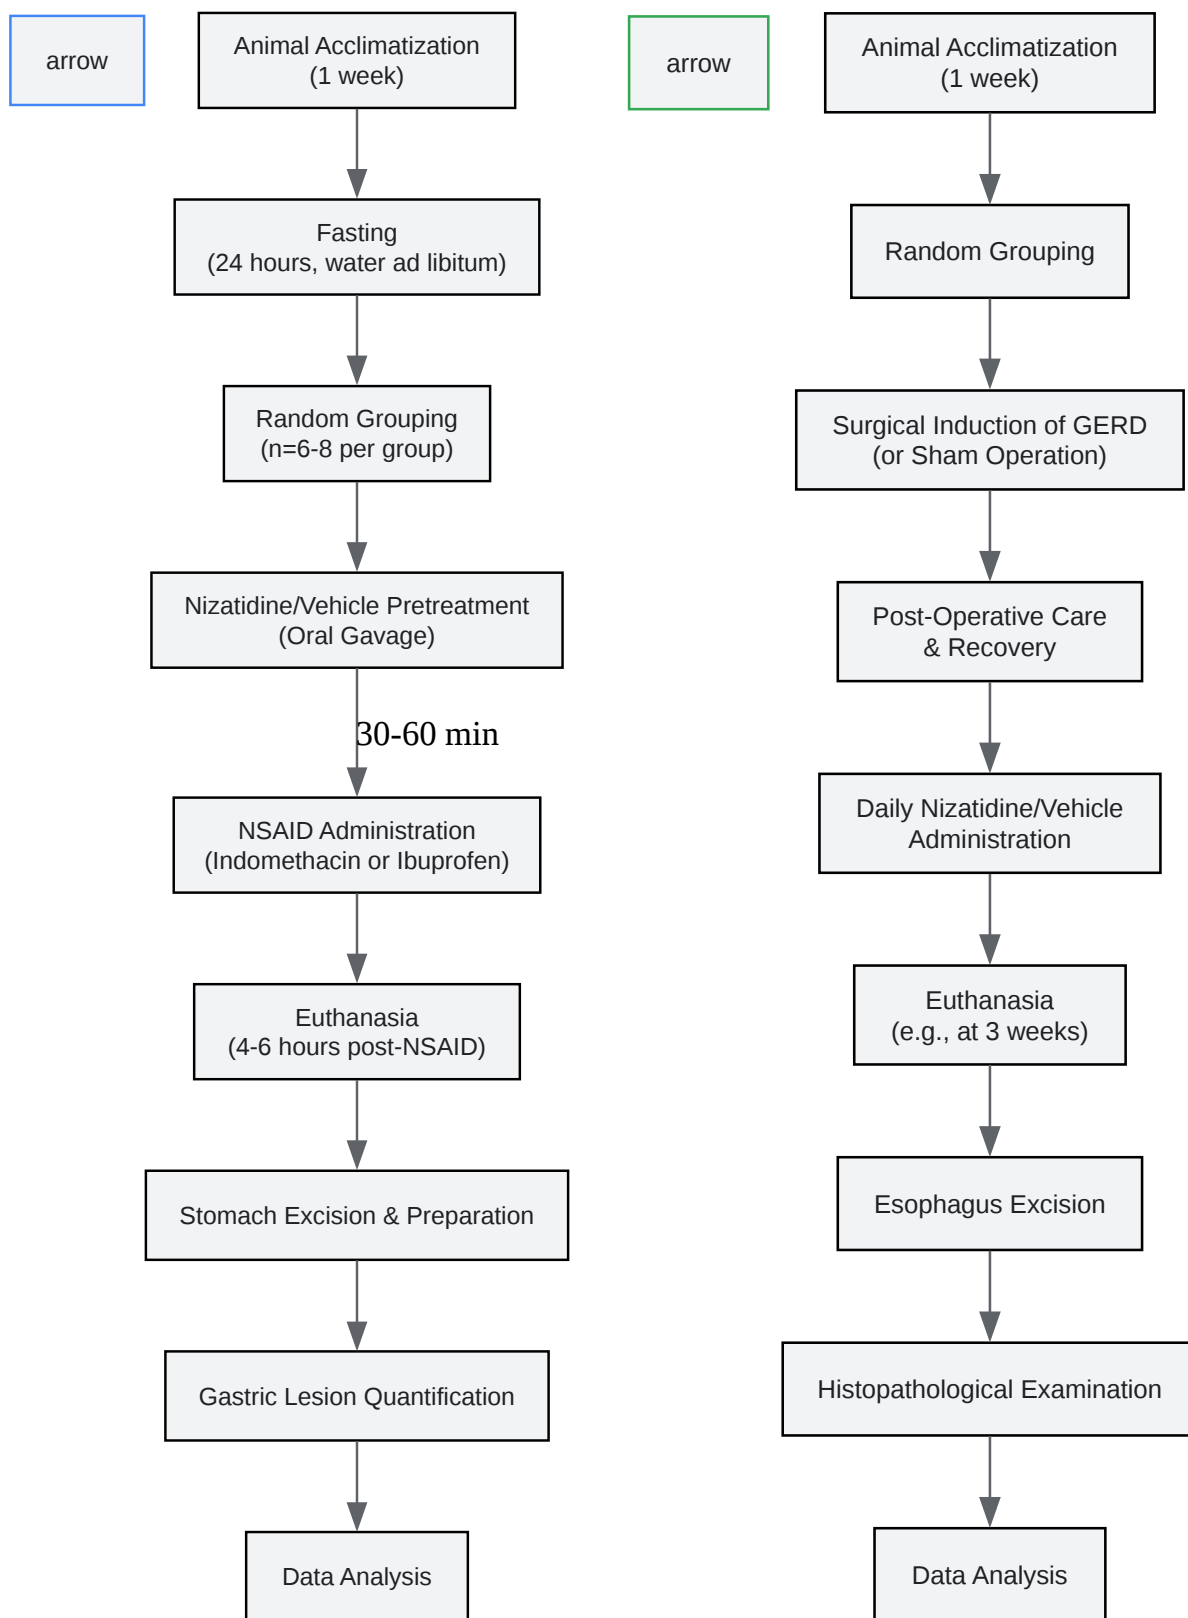 arrow
Animal Acclimatization
(1 week)
Fasting
(24 hours, water ad libitum)
Random Grouping
(n=6-8 per group)
Nizatidine/Vehicle Pretreatment
(Oral Gavage)
30-60 min
NSAID Administration
(Indomethacin or Ibuprofen)
Euthanasia
(4-6 hours post-NSAID)
Stomach Excision & Preparation
Gastric Lesion Quantification
Data Analysis
arrow
Animal Acclimatization
(1 week)
Random Grouping
Surgical Induction of GERD
(or Sham Operation)
Post-Operative Care
& Recovery
Daily Nizatidine/Vehicle
Administration
Euthanasia
(e.g., at 3 weeks)
Esophagus Excision
Histopathological Examination
Data Analysis